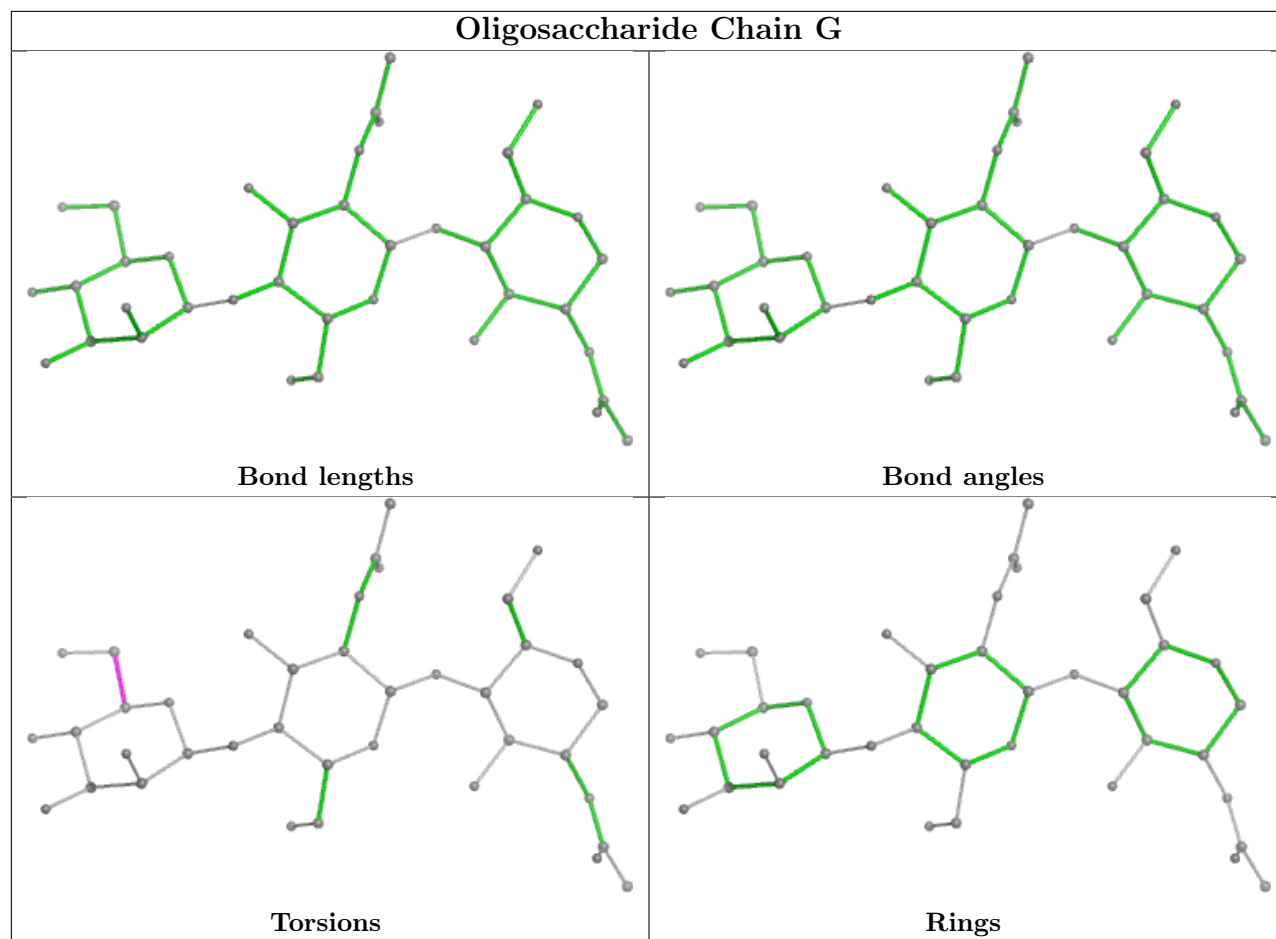 Oligosaccharide Chain G
Bond lengths
Bond angles
Torsions
Rings